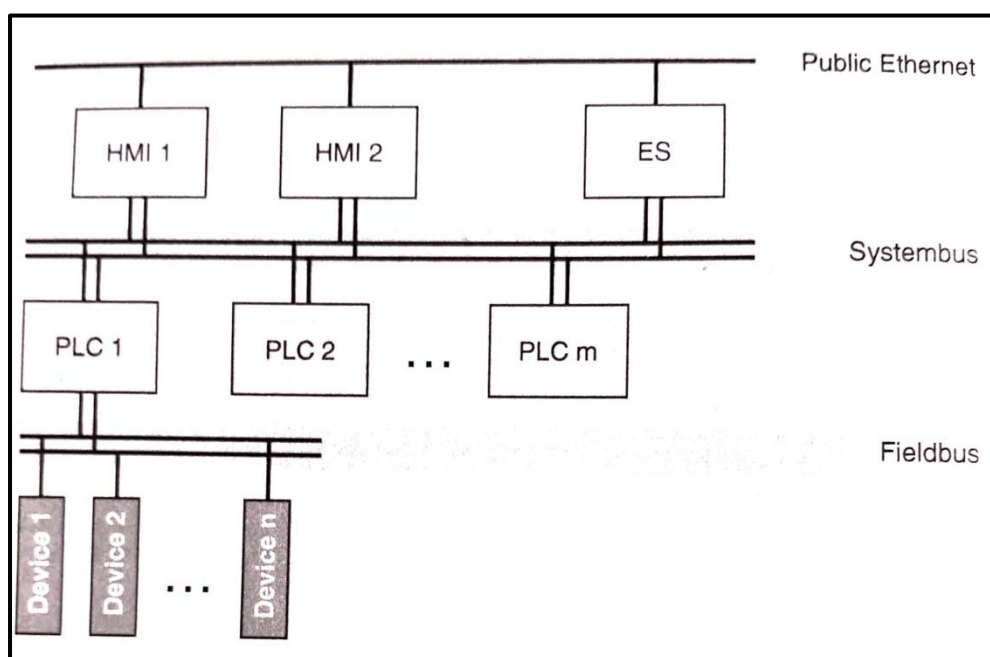 Public Ethernet
HMI 1
HMI 2
ES
Systembus
PLC 1
PLC 2
...
PLC m
Fieldbus
Device 1
Device 2
...
Device n